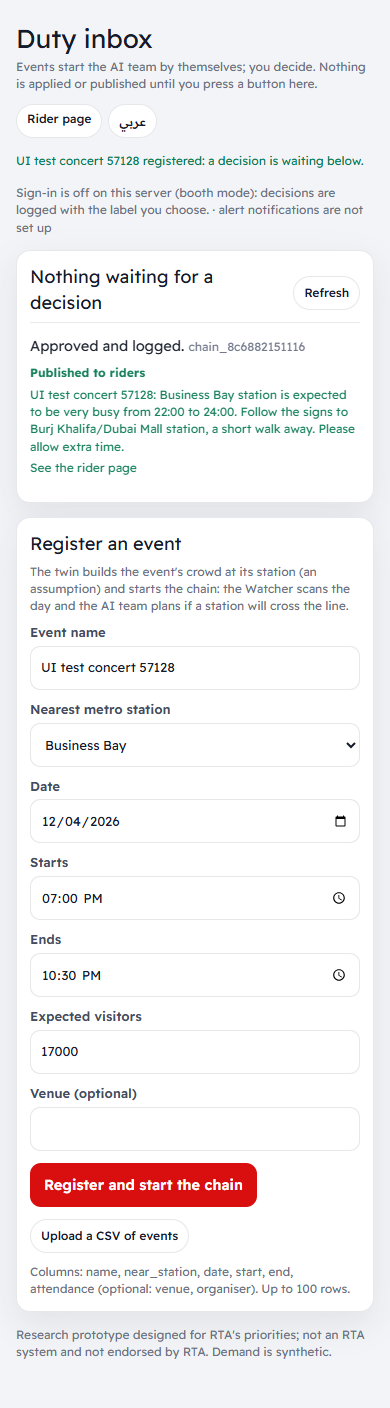 Duty inbox
Events start the AI team by themselves; you decide. Nothing
is applied or published until you press a button here.
Rider page
عربي
UI test concert 57128 registered: a decision is waiting below.
Sign-in is off on this server (booth mode): decisions are
logged with the label you choose. · alert notifications are not
set up
Nothing waiting for a
decision
Refresh
Approved and logged. chain_8c6882151116
Published to riders
UI test concert 57128: Business Bay station is expected
to be very busy from 22:00 to 24:00. Follow the signs to
Burj Khalifa/Dubai Mall station, a short walk away. Please
allow extra time.
See the rider page
Register an event
The twin builds the event's crowd at its station (an
assumption) and starts the chain: the Watcher scans the
day and the AI team plans if a station will cross the line.
Event name
UI test concert 57128
Nearest metro station
Business Bay
Date
12/04/2026
Starts
07:00 PM
Ends
10:30 PM
Expected visitors
17000
Venue (optional)
Register and start the chain
Upload a CSV of events
Columns: name, near_station, date, start, end,
attendance (optional: venue, organiser). Up to 100 rows.
Research prototype designed for RTA's priorities; not an RTA
system and not endorsed by RTA. Demand is synthetic.